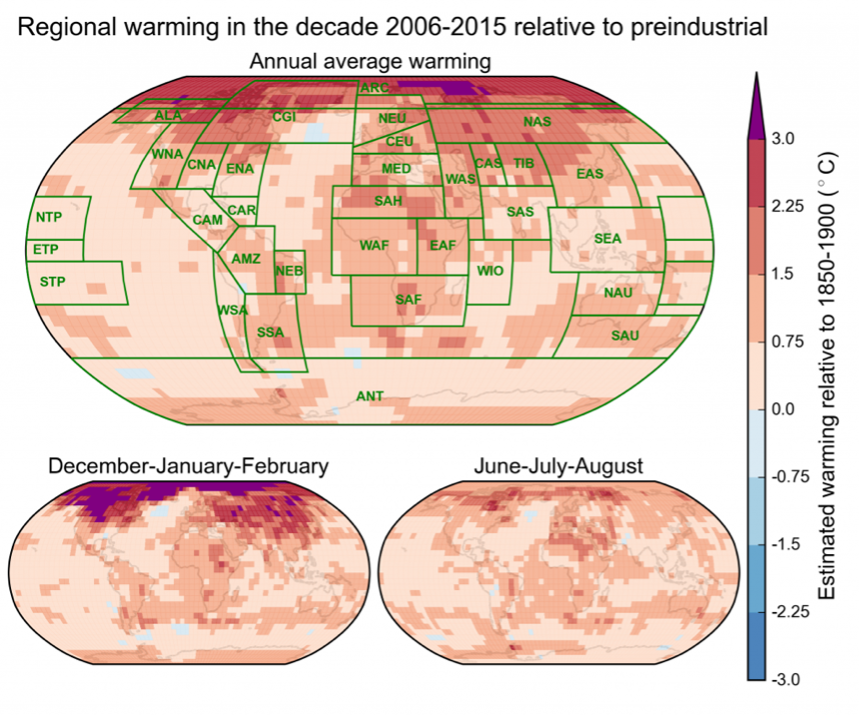 Regional warming in the decade 2006-2015 relative to preindustrial
Annual average warming
ARC
ALA
CGI
NEU
NAS
CEU
WNA
CNA
ENA
MED
WAS
CAS
TIB
EAS
SAH
NTP
CAM
CAR
SAS
ETP
AMZ
WAF
EAF
SEA
STP
NEB
WIO
WSA
SAF
NAU
SSA
SAU
ANT
December-January-February
June-July-August
3.0
2.25
1.5
0.75
0.0
-0.75
-1.5
-2.25
-3.0
Estimated warming relative to 1850-1900 (°C)